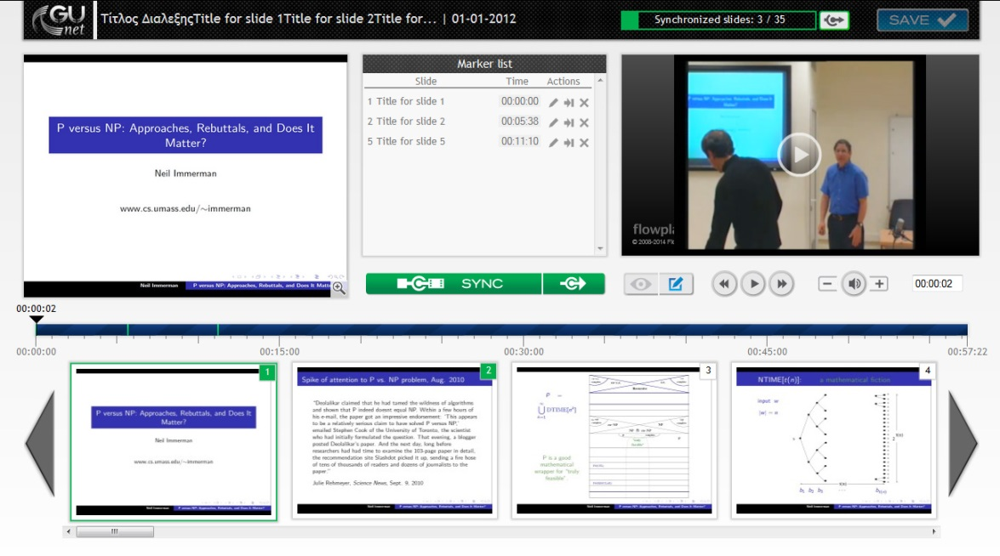 GU
net
Τίτλος ΔιαλεξηςTitle for slide 1Title for slide 2Title for... | 01-01-2012
Synchronized slides: 3 / 35
SAVE
P versus NP: Approaches, Rebuttals, and Does It
Matter?
Neil Immerman
www.cs.umass.edu/~immerman
Neil Immerman P versus NP: Approaches, Rebuttals, and Does It Matte
Marker list
Slide Time Actions
1 Title for slide 1 00:00:00
2 Title for slide 2 00:05:38
5 Title for slide 5 00:11:10
P versus NP: Approaches, Rebuttals, and Does It
Matter?
flowpla
© 2008-2014 Fl
SYNC
00:00:02
00:00:02
00:00:00 00:15:00 00:30:00 00:45:00 00:57:22
1
P versus NP: Approaches, Rebuttals, and Does It
Matter?
Neil Immerman
www.cs.umass.edu/~immerman
Neil Immerman P versus NP: Approaches, Rebuttals, and Does It Matter?
2
Spike of attention to P vs. NP problem, Aug. 2010
"Deolalikar claimed that he had tamed the wildness of algorithms
and shown that P indeed doesnt equal NP. Within a few hours of
his e-mail, the paper got an impressive endorsement: 'This appears
to be a relatively serious claim to have solved P versus NP,'
emailed Stephen Cook of the University of Toronto, the scientist
who had initially formulated the question. That evening, a blogger
posted Deolalikar's paper. And the next day, long before
researchers had had time to examine the 103-page paper in detail,
the recommendation site Slashdot picked it up, sending a fire hose
of tens of thousands of readers and dozens of journalists to the
paper."
Julie Rehmeyer, Science News, Sept. 9, 2010
Neil Immerman P versus NP: Approaches, Rebuttals, and Does It Matter?
3
P =
⋃ DTIME[nᵏ]
P is a good
mathematical
wrapper for "truly
feasible".
"truly
feasible"
Neil Immerman P versus NP: Approaches, Rebuttals, and Does It Matter?
4
NTIME[t(n)]: a mathematical fiction
input w
|w| = n
b₁ b₂ b₃ ...
Neil Immerman P versus NP: Approaches, Rebuttals, and Does It Matter?